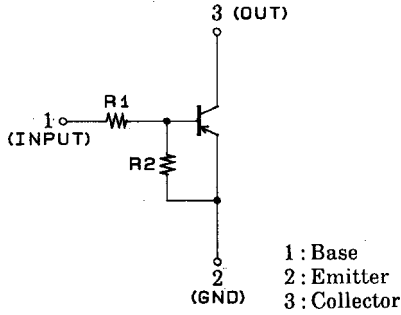 3 (OUT)
R1
1
(INPUT)
R2
2
(GND)
1 : Base
2 : Emitter
3 : Collector